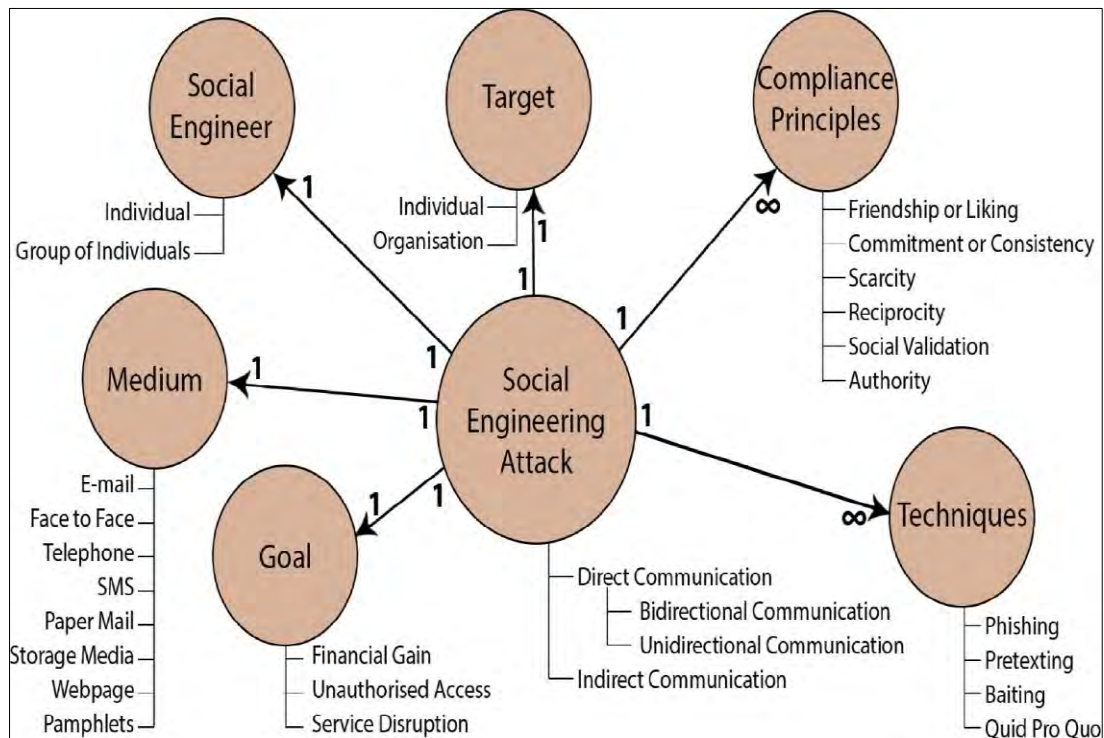 Social
Engineer
Individual
Group of Individuals
Target
Individual
Organisation
Compliance
Principles
Friendship or Liking
Commitment or Consistency
Scarcity
Reciprocity
Social Validation
Authority
1
1
∞
1
1
1
Medium
1
1
E-mail
Face to Face
Telephone
SMS
Paper Mail
Storage Media
Webpage
Pamphlets
Social
Engineering
Attack
Direct Communication
Bidirectional Communication
Unidirectional Communication
Indirect Communication
1
1
Goal
Financial Gain
Unauthorised Access
Service Disruption
1
∞
Techniques
Phishing
Pretexting
Baiting
Quid Pro Quo